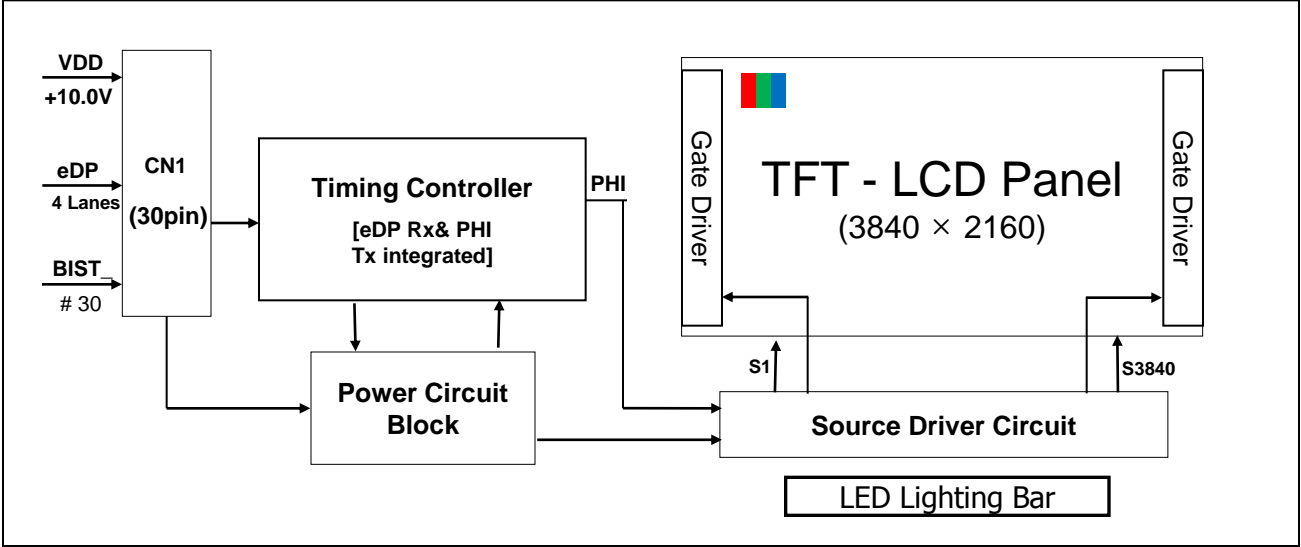 VDD
+10.0V
eDP
4 Lanes
BIST_
# 30
CN1
(30pin)
Timing Controller
[eDP Rx& PHI
Tx integrated]
PHI
Power Circuit
Block
Gate Driver
TFT - LCD Panel
(3840 × 2160)
Gate Driver
S1
S3840
Source Driver Circuit
LED Lighting Bar